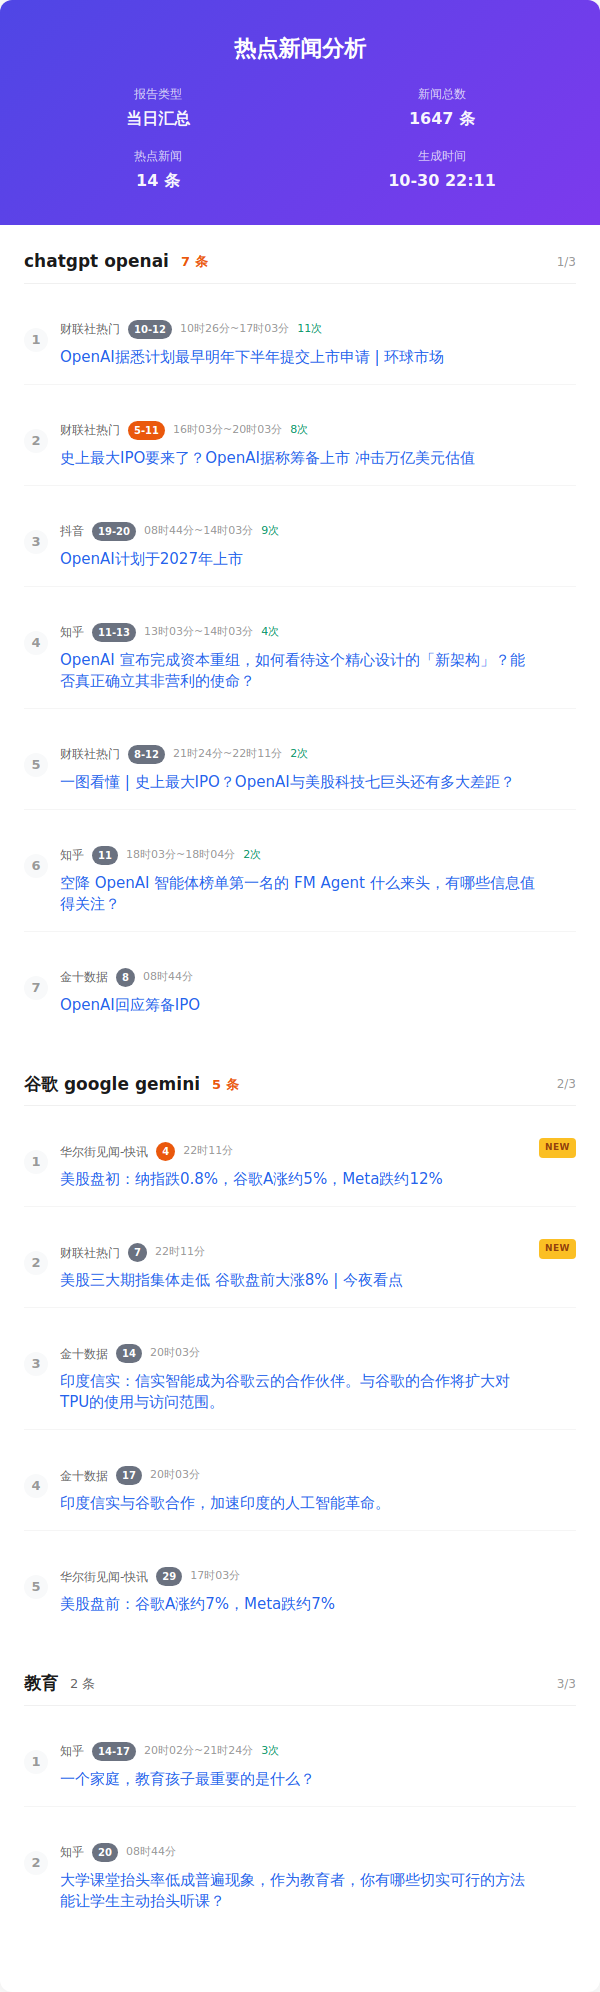 热点新闻分析
报告类型
新闻总数
当日汇总
1647 条
热点新闻
生成时间
14 条
10-30 22:11
chatgpt openai 7 条 1/3
1 财联社热门 10-12 10时26分~17时03分 11次
OpenAI据悉计划最早明年下半年提交上市申请 | 环球市场
2 财联社热门 5-11 16时03分~20时03分 8次
史上最大IPO要来了？OpenAI据称筹备上市 冲击万亿美元估值
3 抖音 19-20 08时44分~14时03分 9次
OpenAI计划于2027年上市
4 知乎 11-13 13时03分~14时03分 4次
OpenAI 宣布完成资本重组，如何看待这个精心设计的「新架构」？能
否真正确立其非营利的使命？
5 财联社热门 8-12 21时24分~22时11分 2次
一图看懂 | 史上最大IPO？OpenAI与美股科技七巨头还有多大差距？
6 知乎 11 18时03分~18时04分 2次
空降 OpenAI 智能体榜单第一名的 FM Agent 什么来头，有哪些信息值
得关注？
7 金十数据 8 08时44分
OpenAI回应筹备IPO
谷歌 google gemini 5 条 2/3
1 华尔街见闻-快讯 4 22时11分 NEW
美股盘初：纳指跌0.8%，谷歌A涨约5%，Meta跌约12%
2 财联社热门 7 22时11分 NEW
美股三大期指集体走低 谷歌盘前大涨8% | 今夜看点
3 金十数据 14 20时03分
印度信实：信实智能成为谷歌云的合作伙伴。与谷歌的合作将扩大对
TPU的使用与访问范围。
4 金十数据 17 20时03分
印度信实与谷歌合作，加速印度的人工智能革命。
5 华尔街见闻-快讯 29 17时03分
美股盘前：谷歌A涨约7%，Meta跌约7%
教育 2 条 3/3
1 知乎 14-17 20时02分~21时24分 3次
一个家庭，教育孩子最重要的是什么？
2 知乎 20 08时44分
大学课堂抬头率低成普遍现象，作为教育者，你有哪些切实可行的方法
能让学生主动抬头听课？